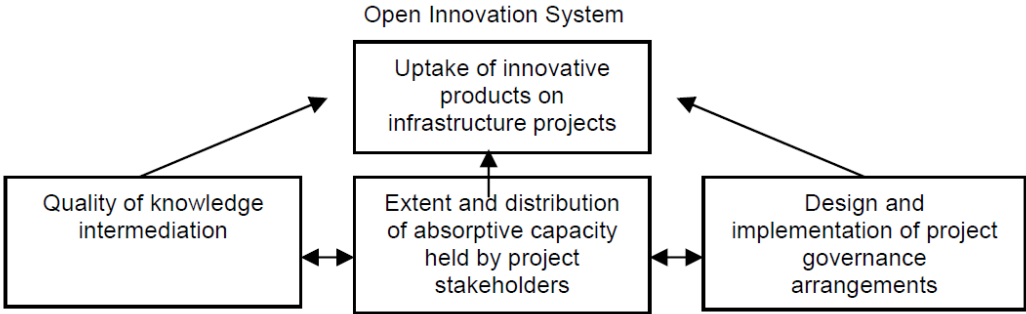 Open Innovation System
Uptake of innovative
products on
infrastructure projects
Quality of knowledge
intermediation
Extent and distribution
of absorptive capacity
held by project
stakeholders
Design and
implementation of project
governance
arrangements